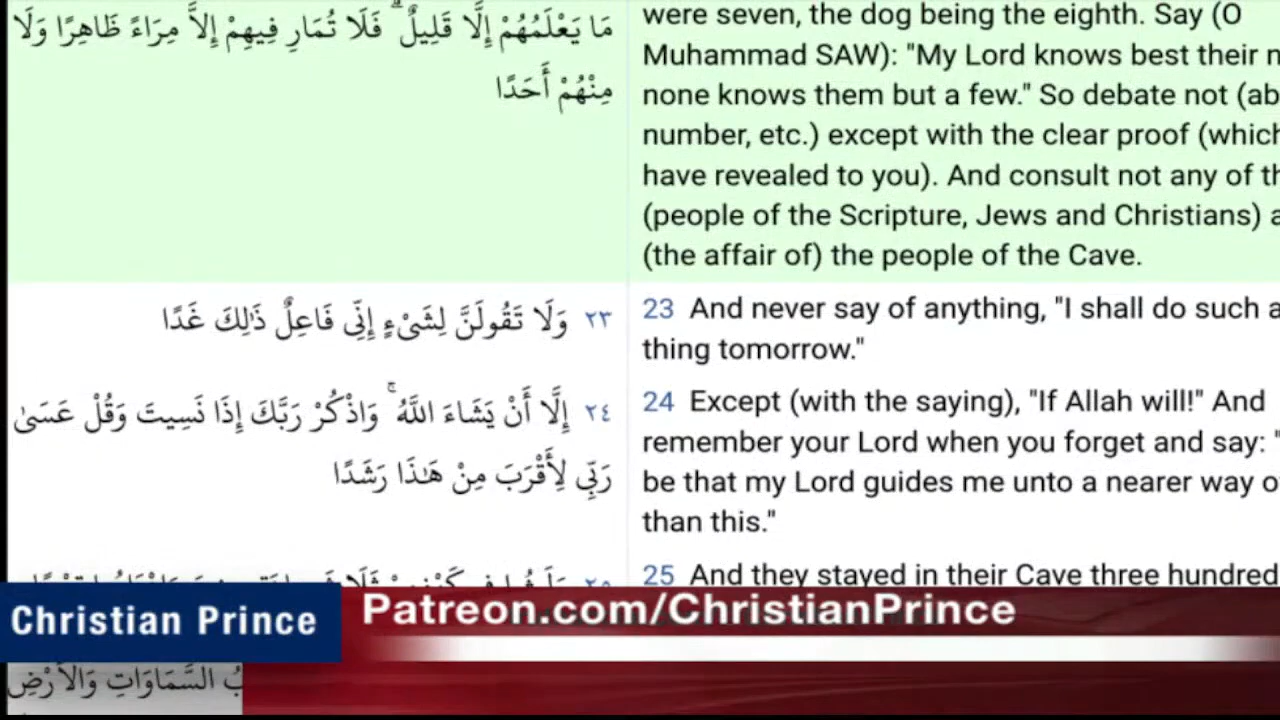 مَا يَعْلَمُهُمْ إِلَّا قَلِيلٌ ۗ فَلَا تُمَارِ فِيهِمْ إِلَّا مِرَاءً ظَاهِرًا وَلَا
مِنْهُمْ أَحَدًا
were seven, the dog being the eighth. Say (O
Muhammad SAW): "My Lord knows best their
none knows them but a few." So debate not
number, etc.) except with the clear proof
have revealed to you). And consult not any of
(people of the Scripture, Jews and Christians)
(the affair of) the people of the Cave.
٢٣ وَلَا تَقُولَنَّ لِشَيْءٍ إِنِّي فَاعِلٌ ذَٰلِكَ غَدًا
23 And never say of anything, "I shall do such a
thing tomorrow."
٢٤ إِلَّا أَنْ يَشَاءَ اللَّهُ ۚ وَاذْكُرْ رَبَّكَ إِذَا نَسِيتَ وَقُلْ عَسَىٰ
رَبِّي لِأَقْرَبَ مِنْ هَٰذَا رَشَدًا
24 Except (with the saying), "If Allah will!" And
remember your Lord when you forget and say: "
be that my Lord guides me unto a nearer way
than this."
25 And they stayed in their Cave three hundred
Christian Prince
Patreon.com/ChristianPrince
السَّمَاوَاتِ وَالْأَرْضِ